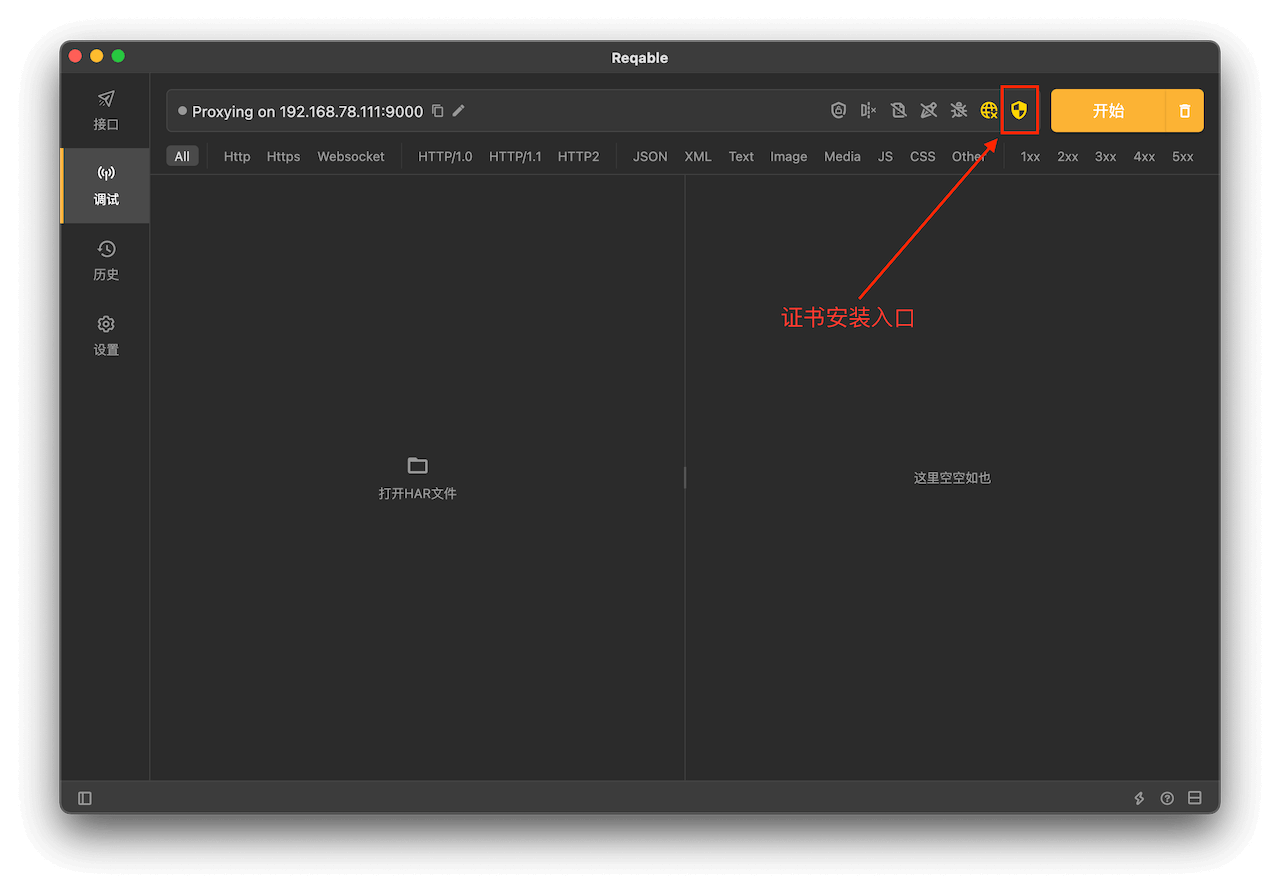 Reqable
接口
Proxying on 192.168.78.111:9000
开始
All Http Https Websocket HTTP/1.0 HTTP/1.1 HTTP2 JSON XML Text Image Media JS CSS Other 1xx 2xx 3xx 4xx 5xx
调试
历史
设置
证书安装入口
打开HAR文件
这里空空如也